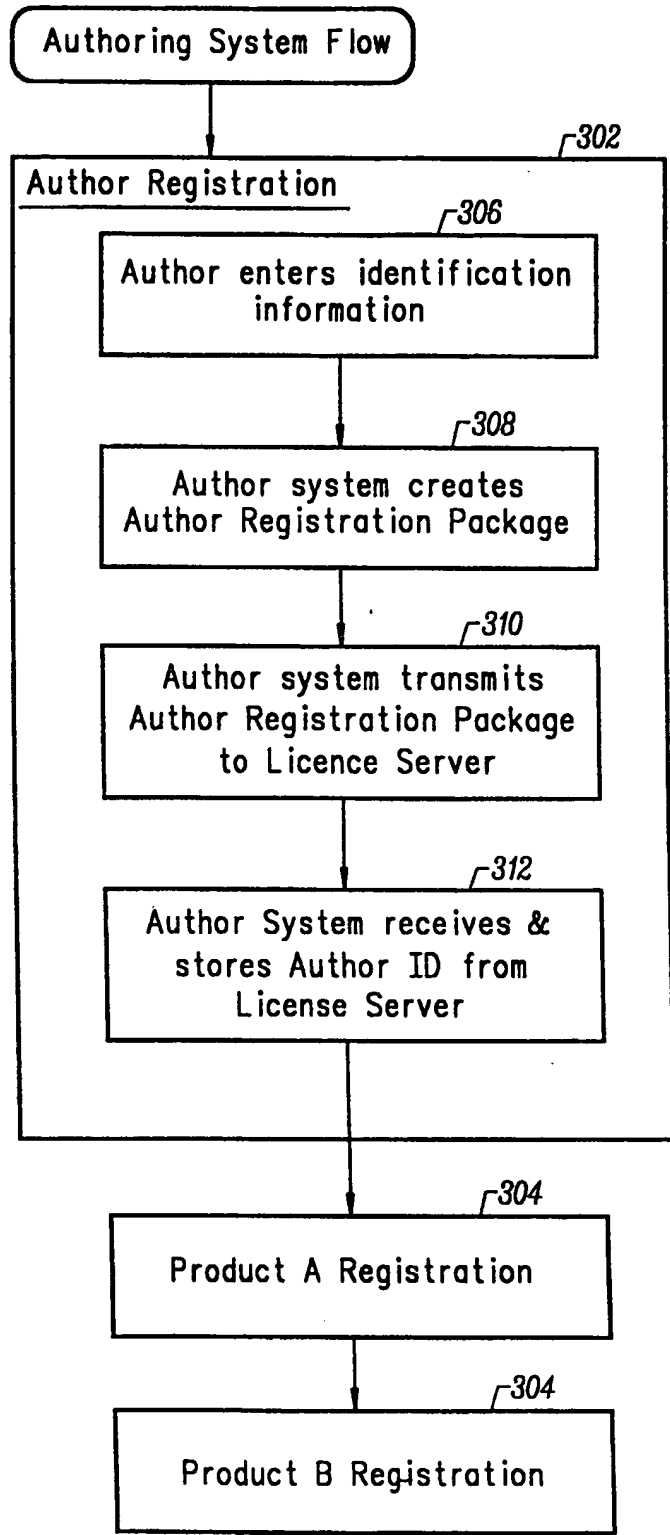 Authoring System Flow
302
Author Registration
306
Author enters identification
information
308
Author system creates
Author Registration Package
310
Author system transmits
Author Registration Package
to Licence Server
312
Author System receives &
stores Author ID from
License Server
304
Product A Registration
304
Product B Registration